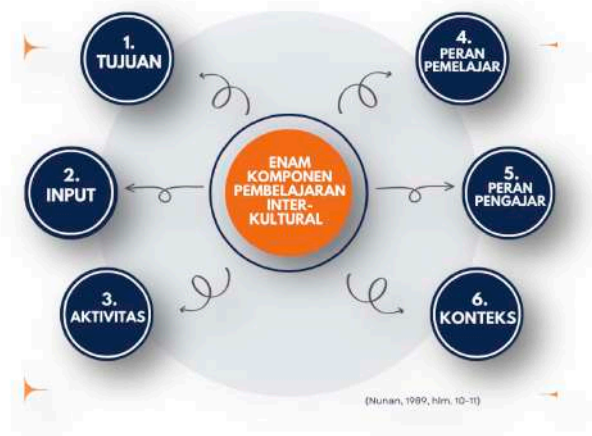 1.
TUJUAN
2.
INPUT
3.
AKTIVITAS
ENAM
KOMPONEN
PEMBELAJARAN
INTER-
KULTURAL
4.
PERAN
PEMELAJAR
5.
PERAN
PENGAJAR
6.
KONTEKS
(Nunan, 1989, hlm. 10-11)